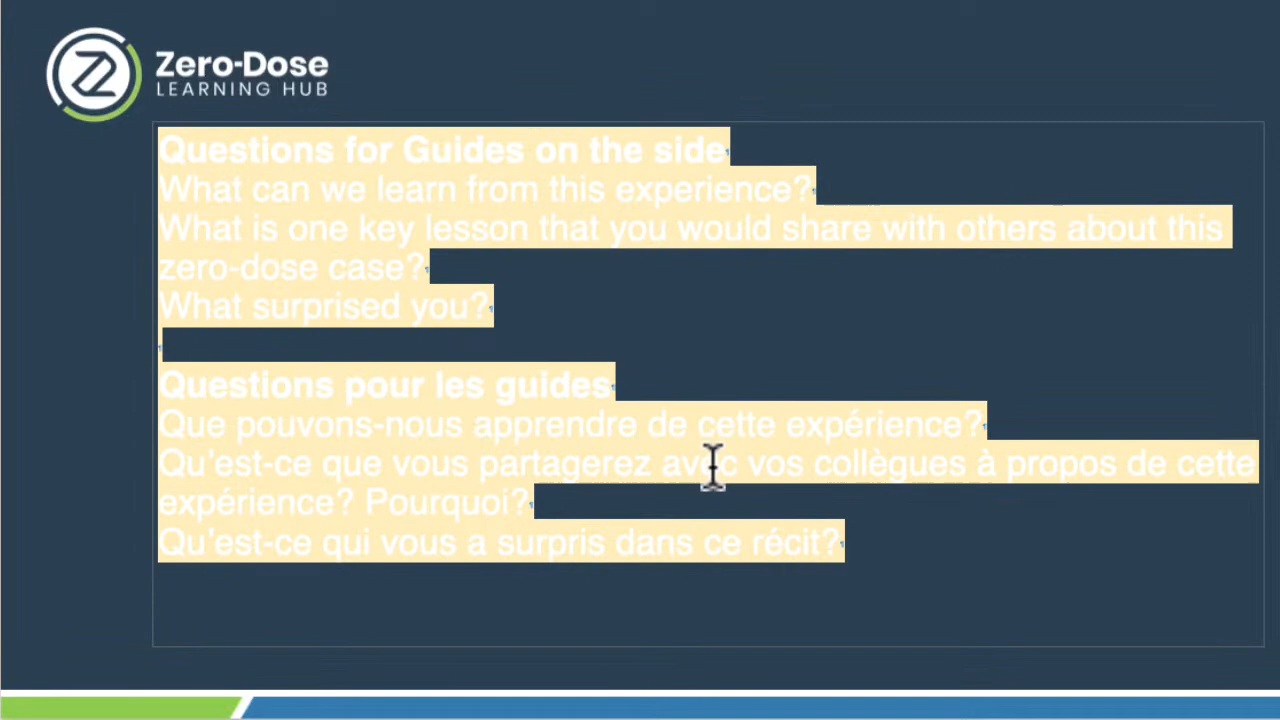 Zero-Dose
LEARNING HUB
Questions for Guides on the side
What can we learn from this experience?
What is one key lesson that you would share with others about this
zero-dose case?
What surprised you?
Questions pour les guides
Que pouvons-nous apprendre de cette expérience?
Qu'est-ce que vous partagerez avec vos collègues à propos de cette
expérience? Pourquoi?
Qu'est-ce qui vous a surpris dans ce récit?